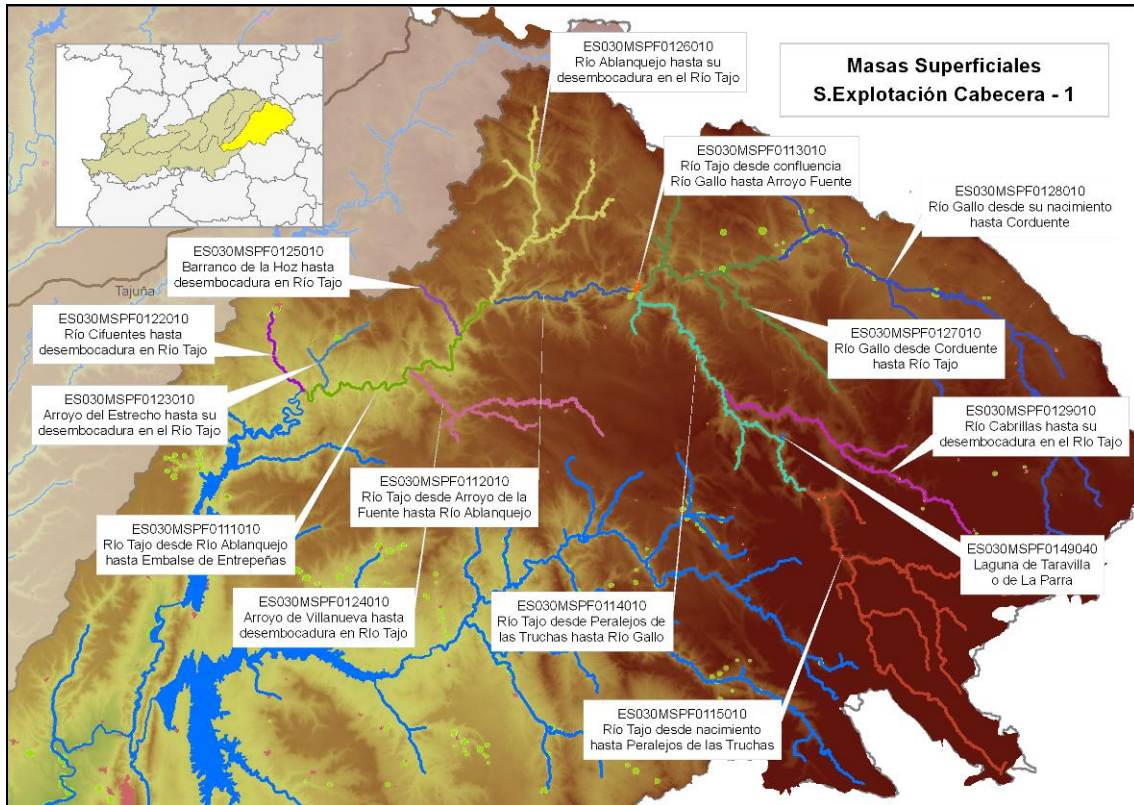 ES030MSPF0126010
Río Ablanquejo hasta su
desembocadura en el Río Tajo
Masas Superficiales
S.Explotación Cabecera - 1
ES030MSPF0113010
Río Tajo desde confluencia
Río Gallo hasta Arroyo Fuente
ES030MSPF0128010
Río Gallo desde su nacimiento
hasta Corduente
ES030MSPF0125010
Barranco de la Hoz hasta
desembocadura en Río Tajo
Tajuña
ES030MSPF0122010
Río Cifuentes hasta
desembocadura en Río Tajo
ES030MSPF0127010
Río Gallo desde Corduente
hasta Río Tajo
ES030MSPF0123010
Arroyo del Estrecho hasta su
desembocadura en el Río Tajo
ES030MSPF0129010
Río Cabrillas hasta su
desembocadura en el Río Tajo
ES030MSPF0112010
Río Tajo desde Arroyo de la
Fuente hasta Río Ablanquejo
ES030MSPF0111010
Río Tajo desde Río Ablanquejo
hasta Embalse de Entrepeñas
ES030MSPF0149040
Laguna de Taravilla
o de La Parra
ES030MSPF0124010
Arroyo de Villanueva hasta
desembocadura en Río Tajo
ES030MSPF0114010
Río Tajo desde Peralejos de
las Truchas hasta Río Gallo
ES030MSPF0115010
Río Tajo desde nacimiento
hasta Peralejos de las Truchas